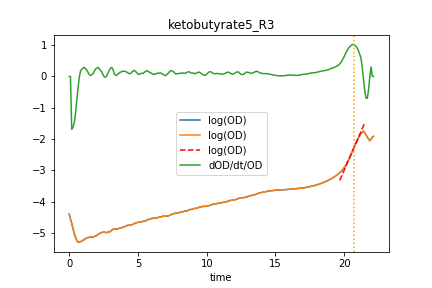 ketobutyrate5_R3
1
0
−1
−2
−3
−4
−5
log(OD)
log(OD)
log(OD)
dOD/dt/OD
0 5 10 15 20
time